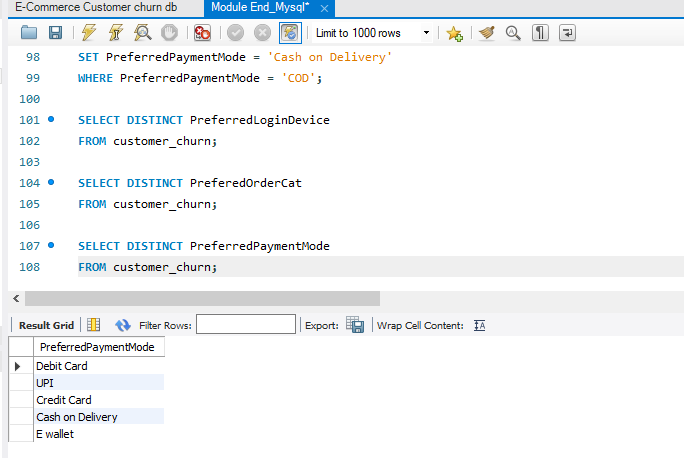 E-Commerce Customer churn db
Module End_Mysql*
Limit to 1000 rows
98 SET PreferredPaymentMode = 'Cash on Delivery'
99 WHERE PreferredPaymentMode = 'COD';
100
101 SELECT DISTINCT PreferredLoginDevice
102 FROM customer_churn;
103
104 SELECT DISTINCT PreferedOrderCat
105 FROM customer_churn;
106
107 SELECT DISTINCT PreferredPaymentMode
108 FROM customer_churn;
Result Grid Filter Rows: Export: Wrap Cell Content:
PreferredPaymentMode
Debit Card
UPI
Credit Card
Cash on Delivery
E wallet